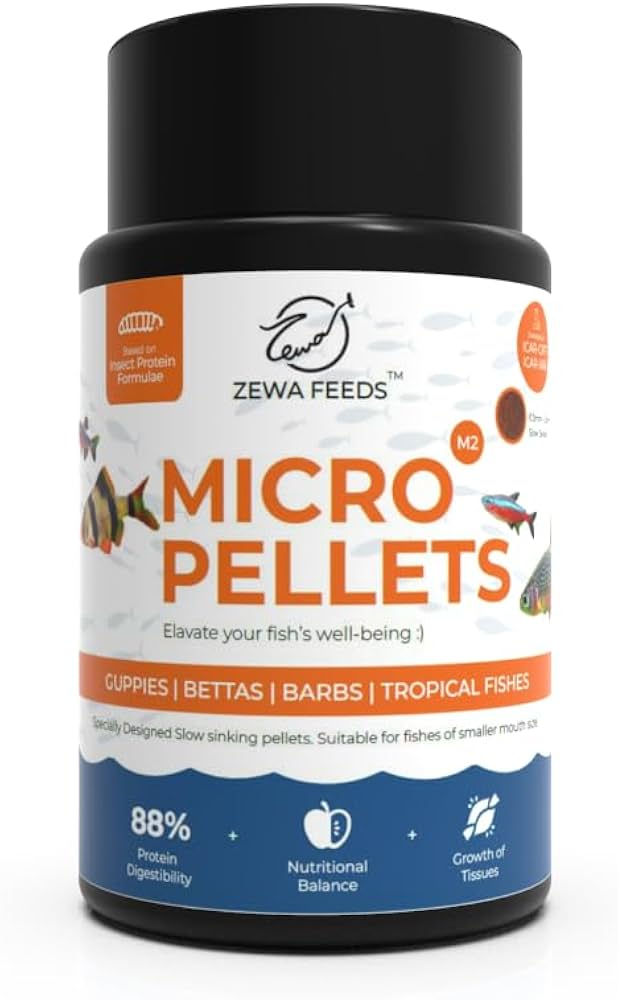 Based on
Insect Protein
Formulae
Zewa
ZEWA FEEDS™
M2
MICRO
PELLETS
Elavate your fish's well-being :)
GUPPIES | BETTAS | BARBS | TROPICAL FISHES
Specially Designed Slow sinking pellets. Suitable for fishes of smaller mouth size
88%
Protein
Digestibility
+
Nutritional
Balance
+
Growth of
Tissues